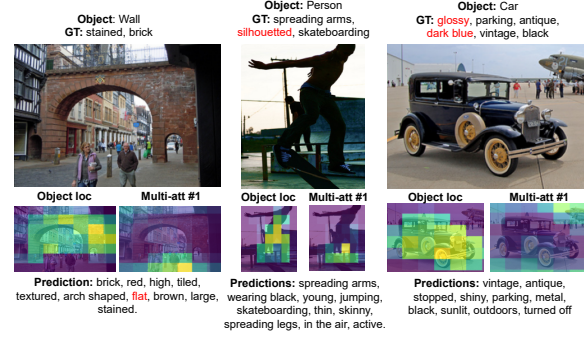 Object: Wall
GT: stained, brick
Object loc
Multi-att #1
Prediction: brick, red, high, tiled,
textured, arch shaped, flat, brown, large,
stained.
Object: Person
GT: spreading arms,
silhouetted, skateboarding
Object loc
Multi-att #1
Predictions: spreading arms,
wearing black, young, jumping,
skateboarding, thin, skinny,
spreading legs, in the air, active.
Object: Car
GT: glossy, parking, antique,
dark blue, vintage, black
Object loc
Multi-att #1
Predictions: vintage, antique,
stopped, shiny, parking, metal,
black, sunlit, outdoors, turned off